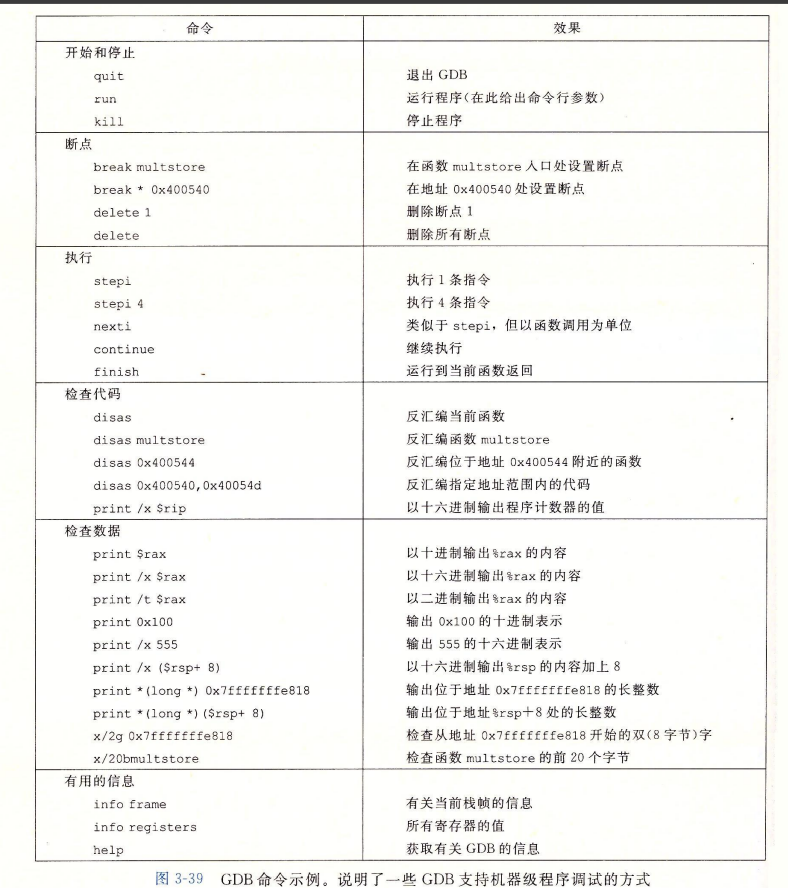 命令 效果
开始和停止
quit 退出 GDB
run 运行程序(在此给出命令行参数)
kill 停止程序
断点
break multstore 在函数 multstore 入口处设置断点
break * 0x400540 在地址 0x400540 处设置断点
delete 1 删除断点 1
delete 删除所有断点
执行
stepi 执行 1 条指令
stepi 4 执行 4 条指令
nexti 类似于 stepi，但以函数调用为单位
continue 继续执行
finish 运行到当前函数返回
检查代码
disas 反汇编当前函数
disas multstore 反汇编函数 multstore
disas 0x400544 反汇编位于地址 0x400544 附近的函数
disas 0x400540,0x40054d 反汇编指定地址范围内的代码
print /x $rip 以十六进制输出程序计数器的值
检查数据
print $rax 以十进制输出%rax 的内容
print /x $rax 以十六进制输出%rax 的内容
print /t $rax 以二进制输出%rax 的内容
print 0x100 输出 0x100 的十进制表示
print /x 555 输出 555 的十六进制表示
print /x ($rsp+ 8) 以十六进制输出%rsp 的内容加上 8
print *(long *) 0x7fffffffe818 输出位于地址 0x7fffffffe818 的长整数
print *(long *)($rsp+ 8) 输出位于地址%rsp+8 处的长整数
x/2g 0x7fffffffe818 检查从地址 0x7fffffffe818 开始的双(8 字节)字
x/20bmultstore 检查函数 multstore 的前 20 个字节
有用的信息
info frame 有关当前栈帧的信息
info registers 所有寄存器的值
help 获取有关 GDB 的信息
图 3-39 GDB 命令示例。说明了一些 GDB 支持机器级程序调试的方式